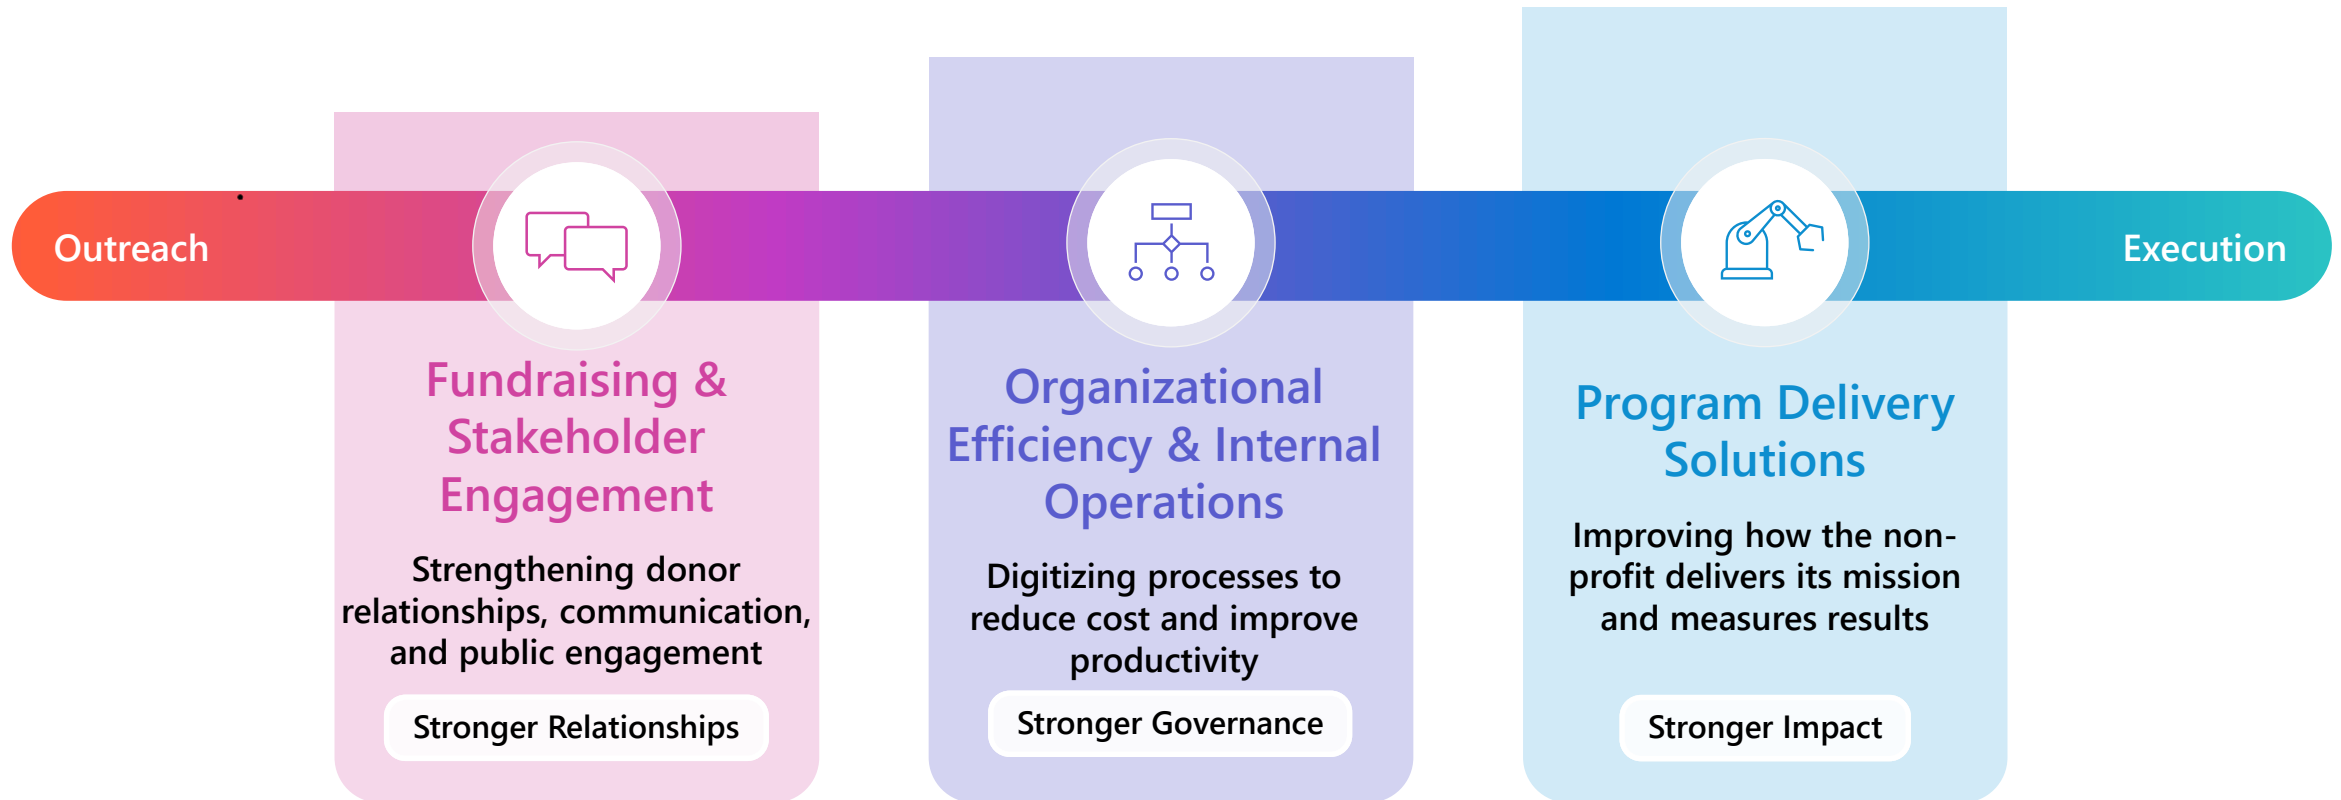 Outreach
Execution
Fundraising &
Stakeholder
Engagement
Strengthening donor
relationships, communication,
and public engagement
Stronger Relationships
Organizational
Efficiency & Internal
Operations
Digitizing processes to
reduce cost and improve
productivity
Stronger Governance
Program Delivery
Solutions
Improving how the non-
profit delivers its mission
and measures results
Stronger Impact